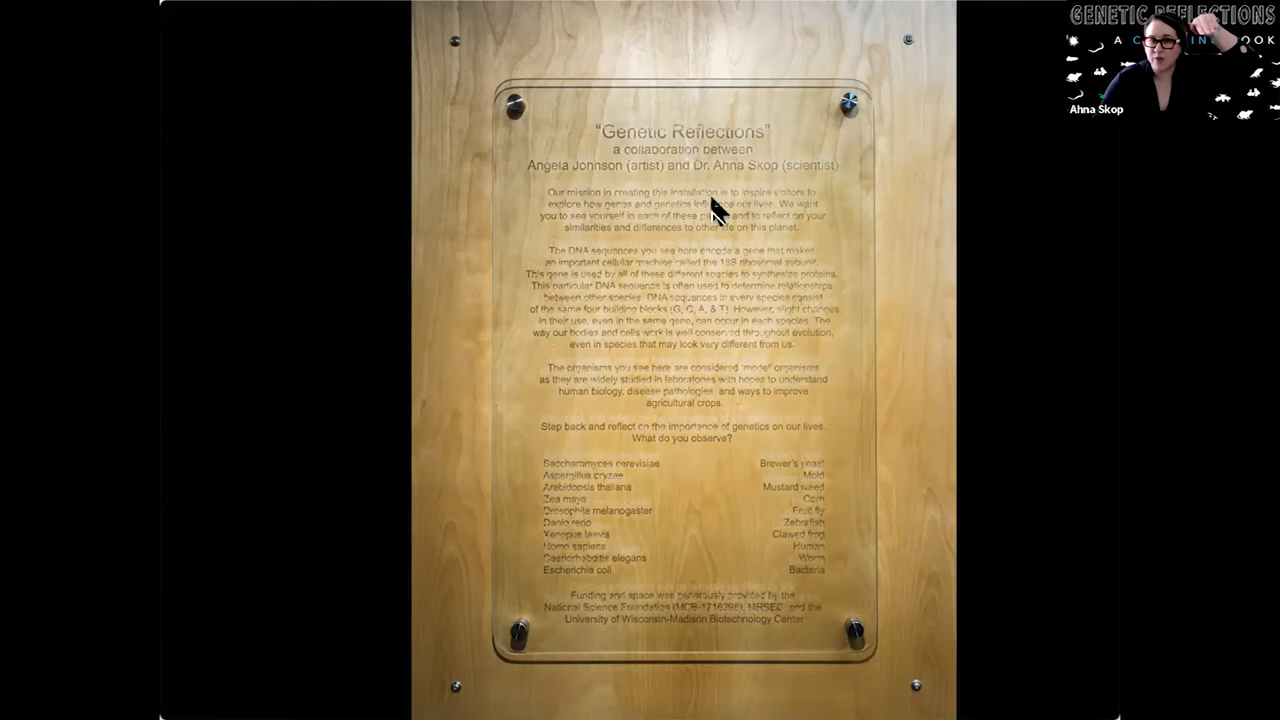 GENETIC REFLECTIONS
A COLORING BOOK
Ahna Skop
“Genetic Reflections”
a collaboration between
Angela Johnson (artist) and Dr. Ahna Skop (scientist)
Our mission in creating this installation is to inspire visitors to
explore how genes and genetics influence our lives. We want
you to see yourself in each of these and to reflect on your
similarities and differences to other life on this planet.
The DNA sequences you see here encode a gene that makes
an important cellular machine called the 18S ribosomal subunit.
This gene is used by all of these different species to synthesize proteins.
This particular DNA sequence is often used to determine relationships
between other species. DNA sequences in every species consist
of the same four building blocks (G, C, A, & T). However, slight changes
in their use, even in the same gene, can occur in each species. The
way our bodies and cells work is well conserved throughout evolution,
even in species that may look very different from us.
The organisms you see here are considered 'model' organisms
as they are widely studied in laboratories with hopes to understand
human biology, disease pathologies, and ways to improve
agricultural crops.
Step back and reflect on the importance of genetics on our lives.
What do you observe?
Saccharomyces cerevisiae Brewer's yeast
Aspergillus oryzae Mold
Arabidopsis thaliana Mustard weed
Zea mays Corn
Drosophila melanogaster Fruit fly
Danio rerio Zebrafish
Xenopus laevis Clawed frog
Homo sapiens Human
Caenorhabditis elegans Worm
Escherichia coli Bacteria
Funding and space was generously provided by the
National Science Foundation (MCB-1716298), MRSEC, and the
University of Wisconsin-Madison Biotechnology Center